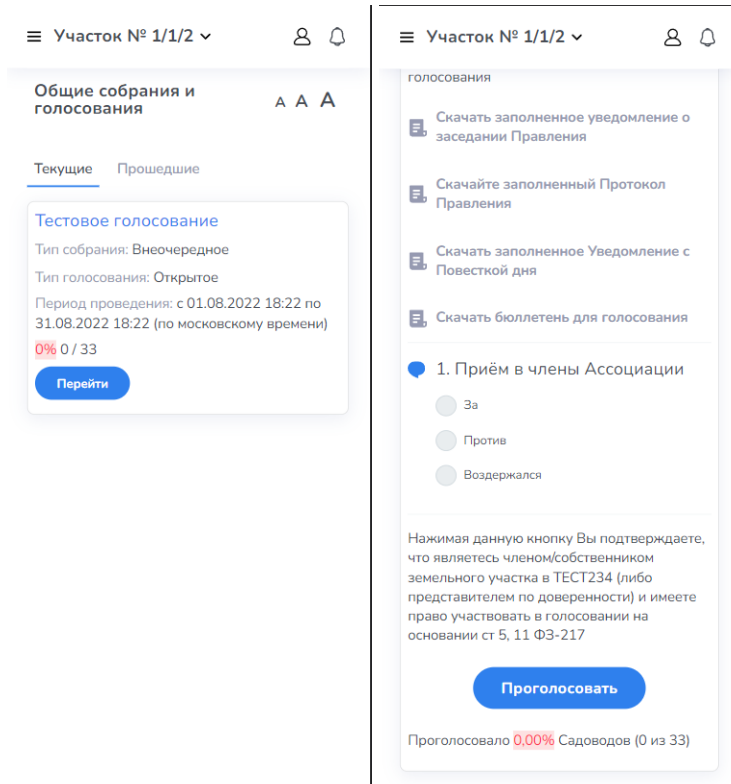 Участок № 1/1/2
Общие собрания и
голосования
A A A
Текущие Прошедшие
Тестовое голосование
Тип собрания: Внеочередное
Тип голосования: Открытое
Период проведения: с 01.08.2022 18:22 по
31.08.2022 18:22 (по московскому времени)
0% 0 / 33
Перейти
Участок № 1/1/2
голосования
Скачать заполненное уведомление о
заседании Правления
Скачайте заполненный Протокол
Правления
Скачать заполненное Уведомление с
Повесткой дня
Скачать бюллетень для голосования
1. Приём в члены Ассоциации
За
Против
Воздержался
Нажимая данную кнопку Вы подтверждаете,
что являетесь членом/собственником
земельного участка в ТЕСТ234 (либо
представителем по доверенности) и имеете
право участвовать в голосовании на
основании ст 5, 11 ФЗ-217
Проголосовать
Проголосовало 0,00% Садоводов (0 из 33)